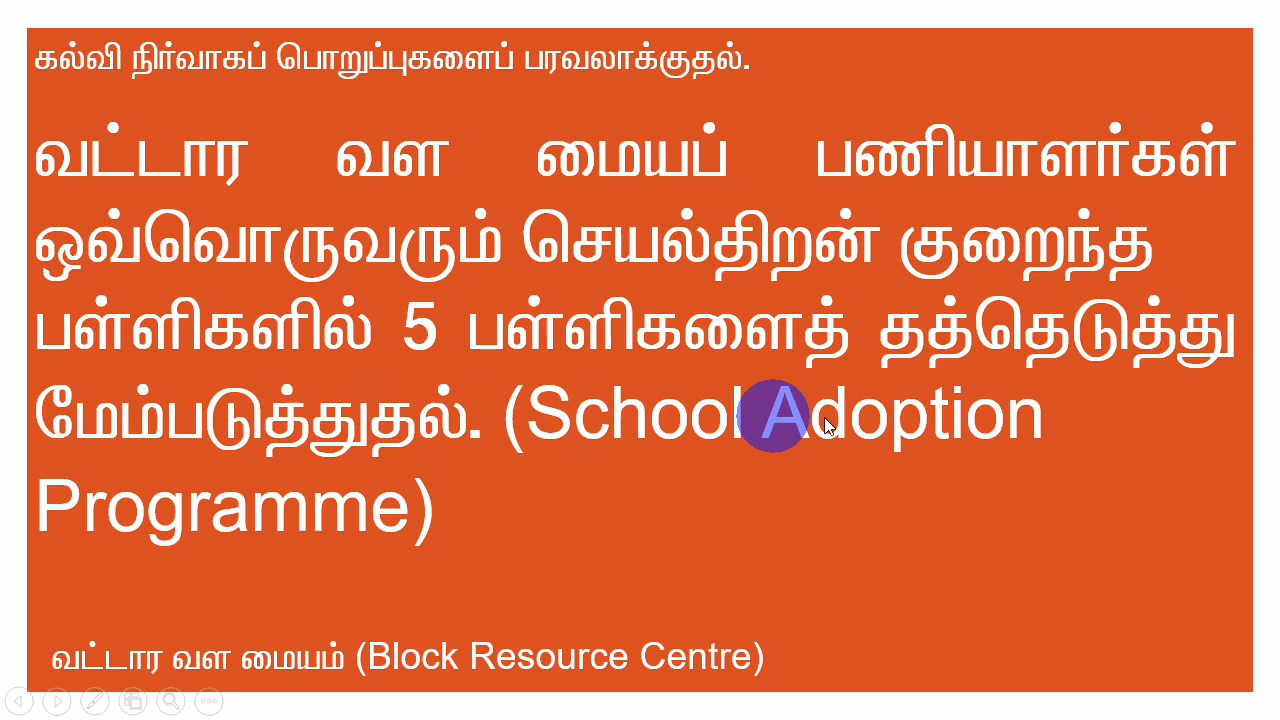 கல்வி நிர்வாகப் பொறுப்புகளைப் பரவலாக்குதல்.
வட்டார வள மையப் பணியாளர்கள்
ஒவ்வொருவரும் செயல்திறன் குறைந்த
பள்ளிகளில் 5 பள்ளிகளைத் தத்தெடுத்து
மேம்படுத்துதல். (School Adoption
Programme)
வட்டார வள மையம் (Block Resource Centre)